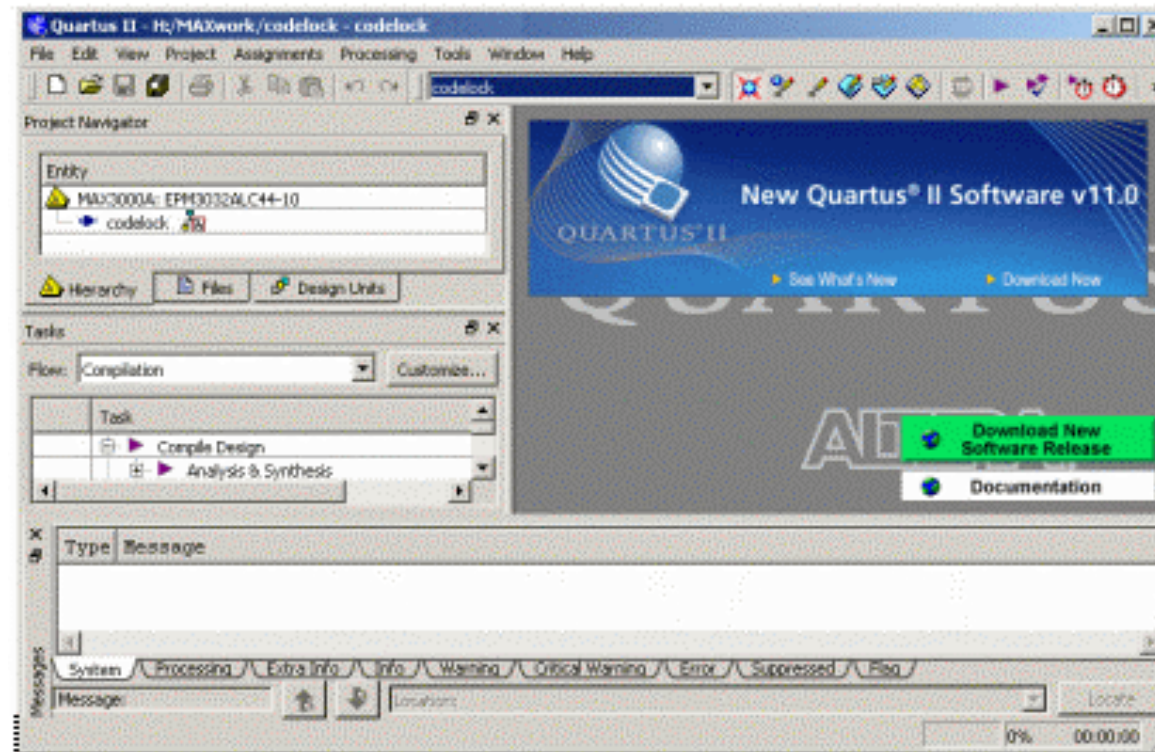 Quartus II - H:/MAXwork/codelock - codelock
File Edit View Project Assignments Processing Tools Window Help
codelock
Project Navigator
Entity
MAX3000A: EPM3032ALC44-10
codelock
Hierarchy Files Design Units
New Quartus® II Software v11.0
QUARTUS® II
See What's New Download Now
QUARTUS
Tasks
Flow: Compilation Customize...
Task
Compile Design
Analysis & Synthesis
Download New
Software Release
Documentation
Type Message
System Processing Extra Info Info Warning Critical Warning Error Suppressed Flag
Messages
Message: Locations Locate
0% 00:00:00